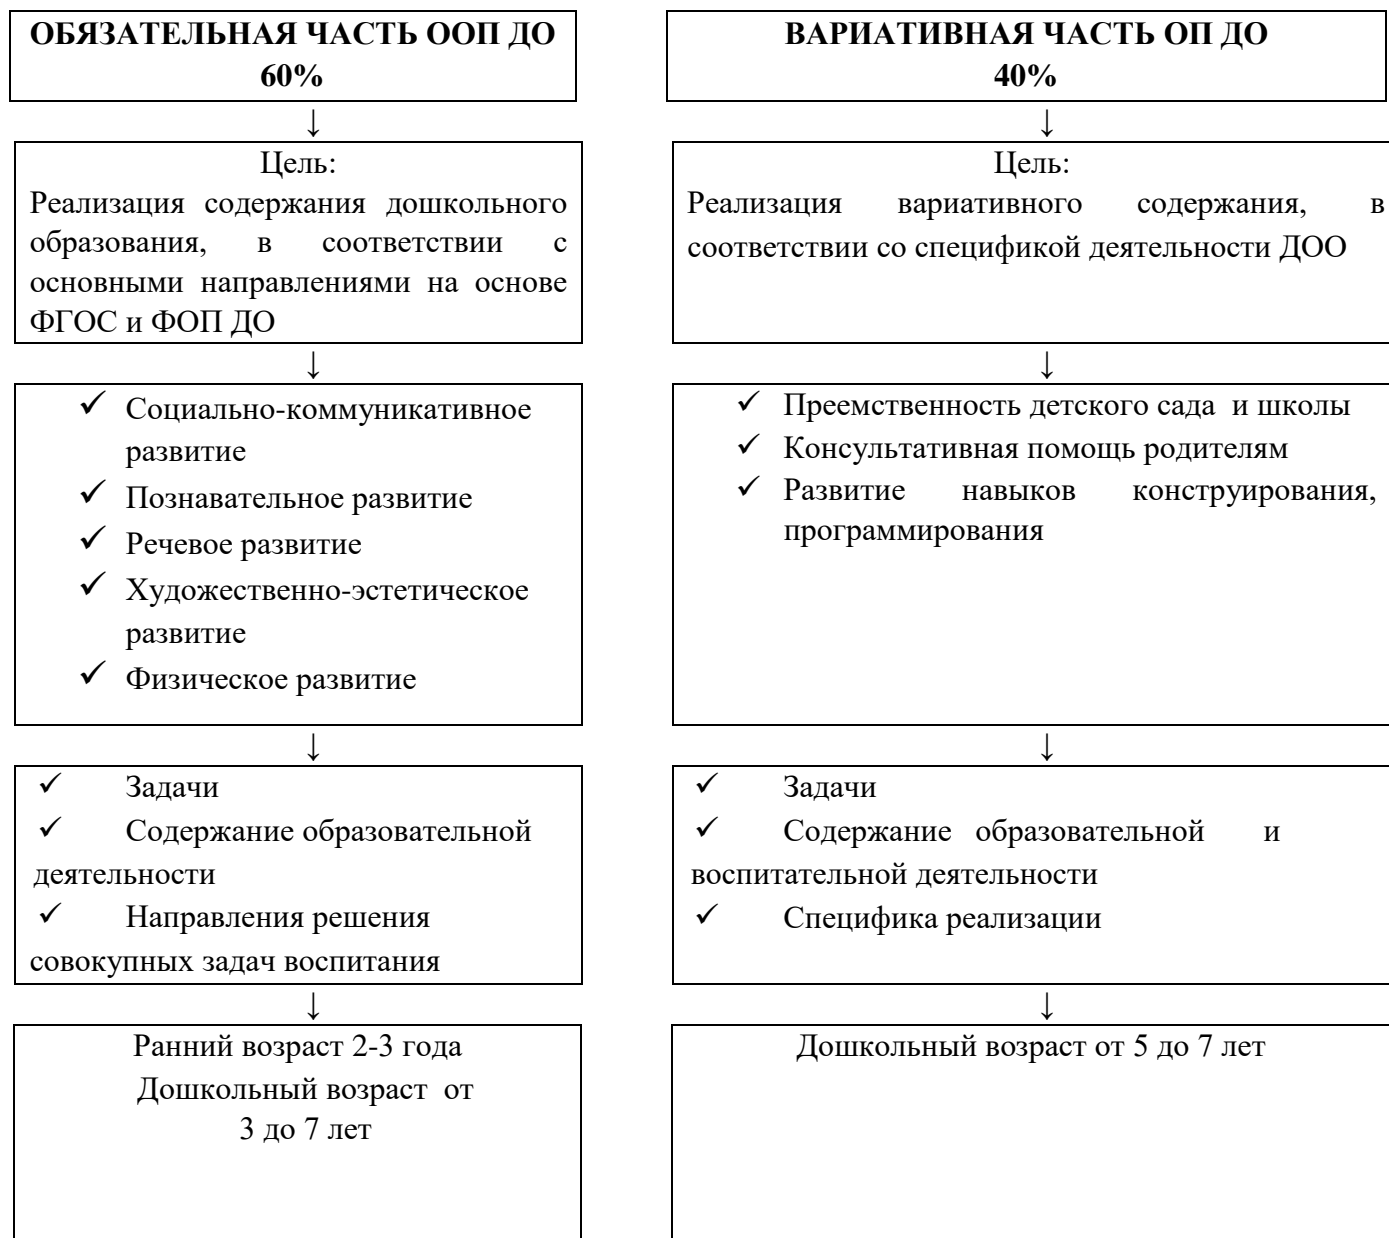 ОБЯЗАТЕЛЬНАЯ ЧАСТЬ ООП ДО
60%
↓
Цель:
Реализация содержания дошкольного
образования, в соответствии с
основными направлениями на основе
ФГОС и ФОП ДО
↓
✓ Социально-коммуникативное
развитие
✓ Познавательное развитие
✓ Речевое развитие
✓ Художественно-эстетическое
развитие
✓ Физическое развитие
↓
✓ Задачи
✓ Содержание образовательной
деятельности
✓ Направления решения
совокупных задач воспитания
↓
Ранний возраст 2-3 года
Дошкольный возраст от
3 до 7 лет
ВАРИАТИВНАЯ ЧАСТЬ ОП ДО
40%
↓
Цель:
Реализация вариативного содержания, в
соответствии со спецификой деятельности ДОО
↓
✓ Преемственность детского сада и школы
✓ Консультативная помощь родителям
✓ Развитие навыков конструирования,
программирования
↓
✓ Задачи
✓ Содержание образовательной и
воспитательной деятельности
✓ Специфика реализации
↓
Дошкольный возраст от 5 до 7 лет